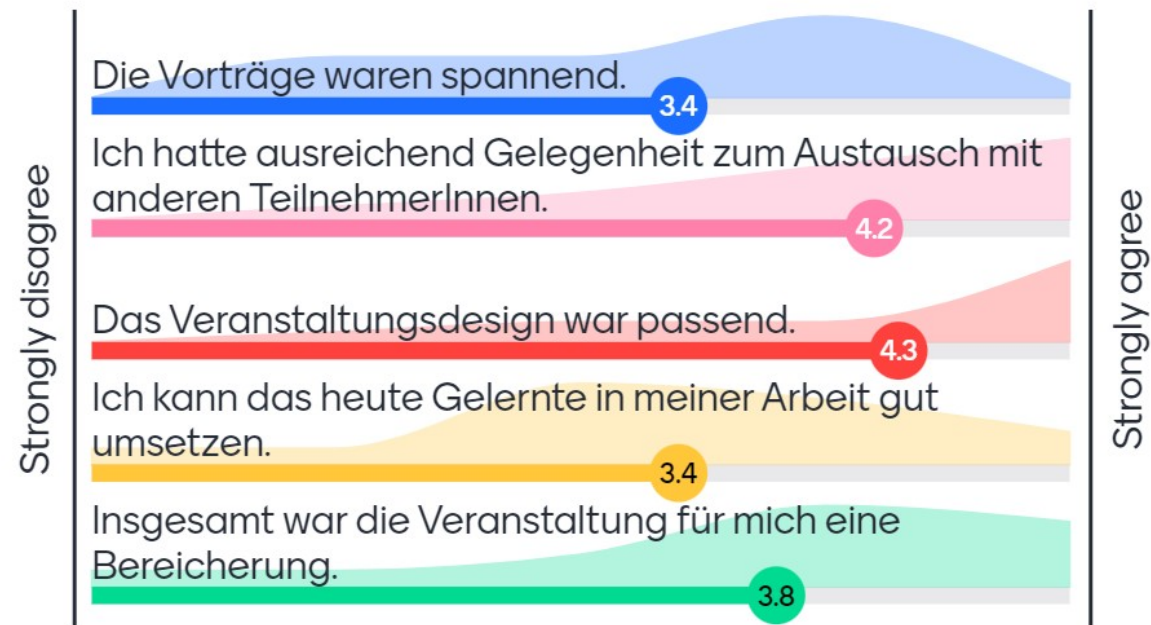 Strongly disagree
Die Vorträge waren spannend.
3.4
Ich hatte ausreichend Gelegenheit zum Austausch mit
anderen TeilnehmerInnen.
4.2
Das Veranstaltungsdesign war passend.
4.3
Ich kann das heute Gelernte in meiner Arbeit gut
umsetzen.
3.4
Insgesamt war die Veranstaltung für mich eine
Bereicherung.
3.8
Strongly agree